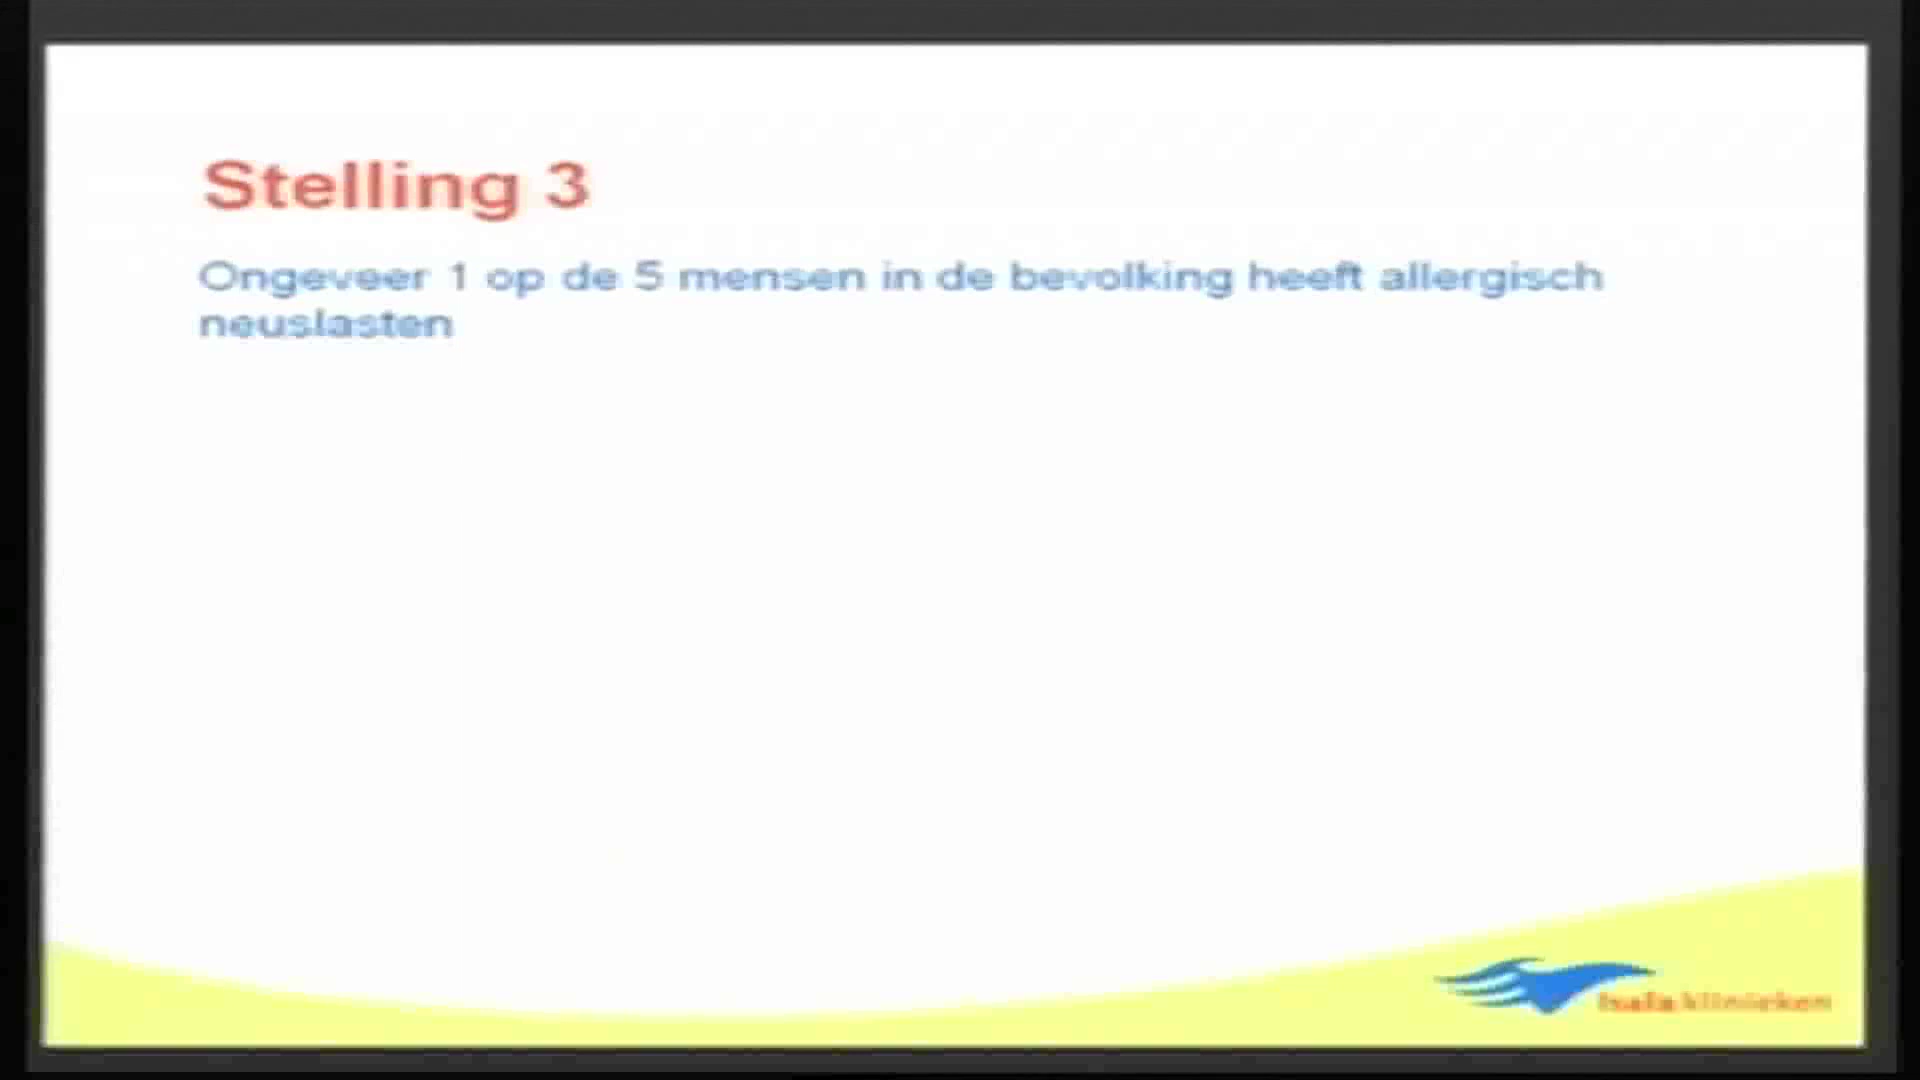 Stelling 3
Ongeveer 1 op de 5 mensen in de bevolking heeft allergisch
neuslasten
Isala klinieken